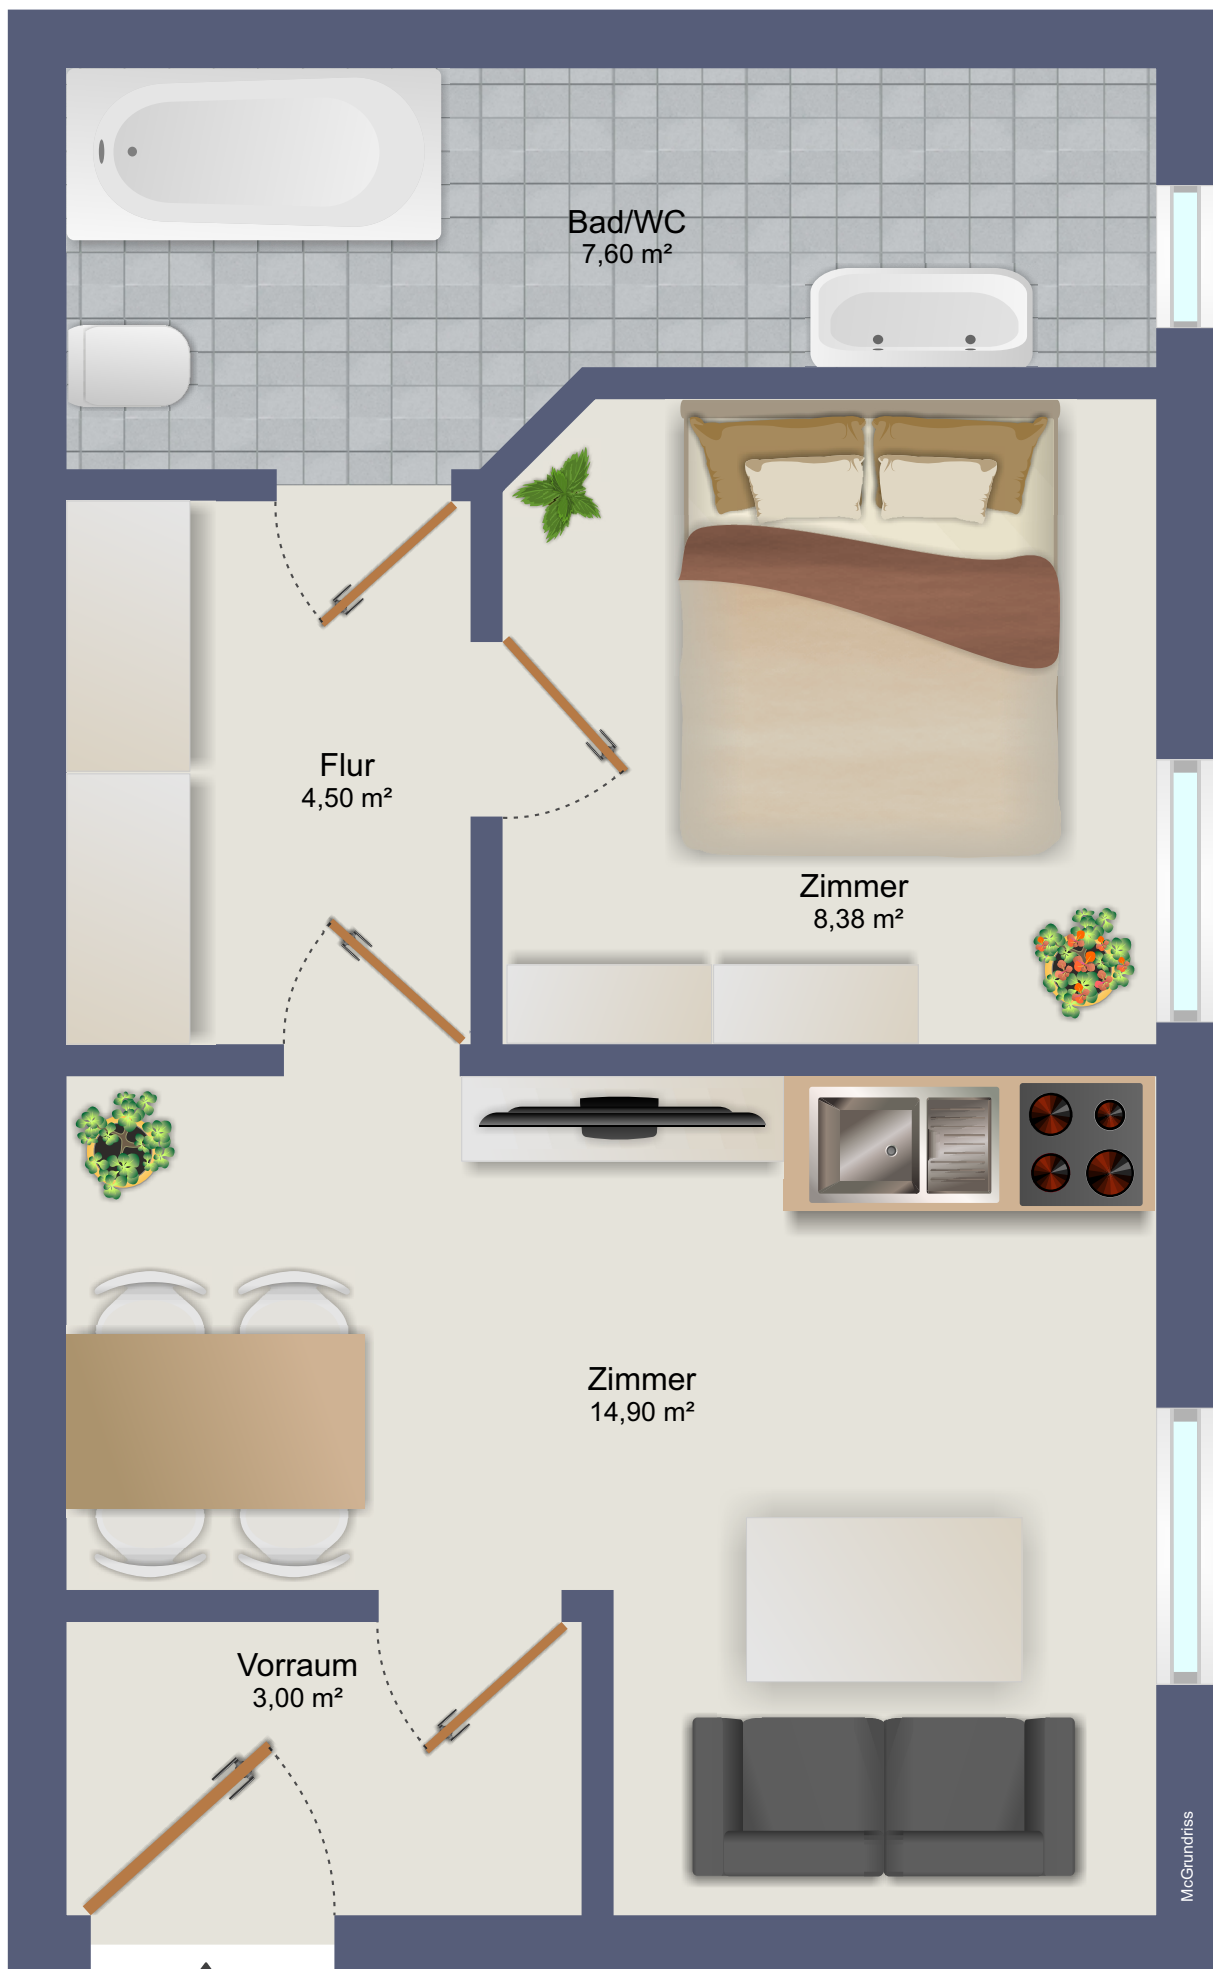 Bad/WC
7,60 m²
Flur
4,50 m²
Zimmer
8,38 m²
Zimmer
14,90 m²
Vorraum
3,00 m²
McGrundriss